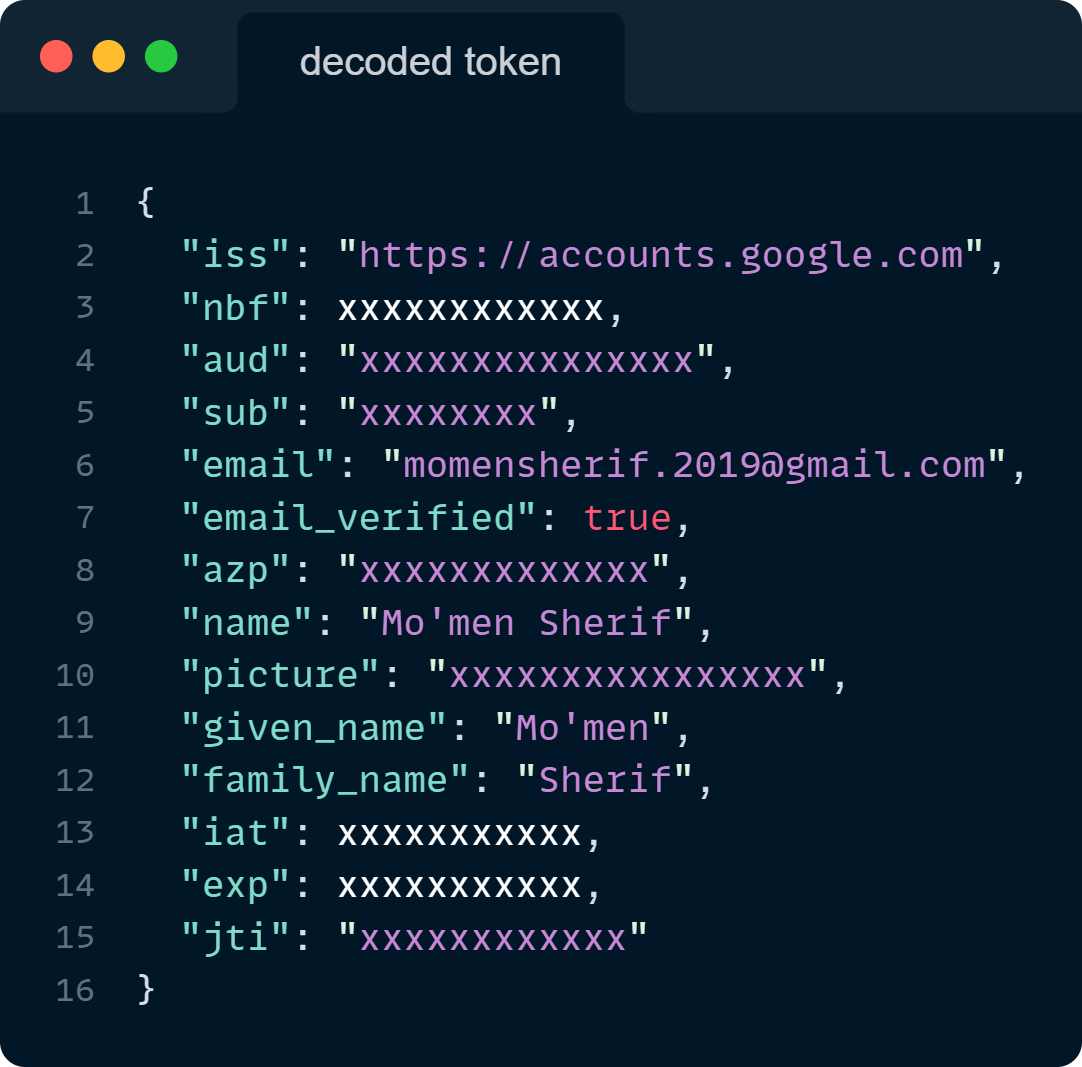 decoded token
1 {
2 "iss": "https://accounts.google.com",
3 "nbf": xxxxxxxxxxxx,
4 "aud": "xxxxxxxxxxxxxxx",
5 "sub": "xxxxxxxx",
6 "email": "momensherif.2019@gmail.com",
7 "email_verified": true,
8 "azp": "xxxxxxxxxxxxx",
9 "name": "Mo'men Sherif",
10 "picture": "xxxxxxxxxxxxxxxx",
11 "given_name": "Mo'men",
12 "family_name": "Sherif",
13 "iat": xxxxxxxxxxx,
14 "exp": xxxxxxxxxxx,
15 "jti": "xxxxxxxxxxxx"
16 }